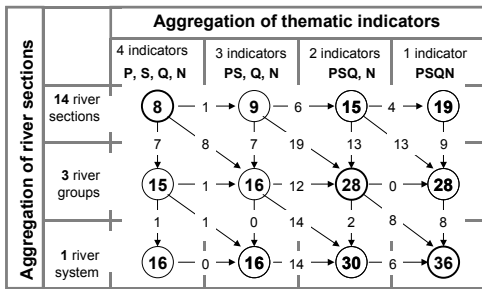 Aggregation of river sections
Aggregation of thematic indicators
4 indicators 3 indicators 2 indicators 1 indicator
P, S, Q, N PS, Q, N PSQ, N PSQN
14 river
sections
8 1 9 6 15 4 19
7 8 7 19 13 13 9
3 river
groups
15 1 16 12 28 0 28
1 1 0 14 2 8 8
1 river
system
16 0 16 14 30 6 36